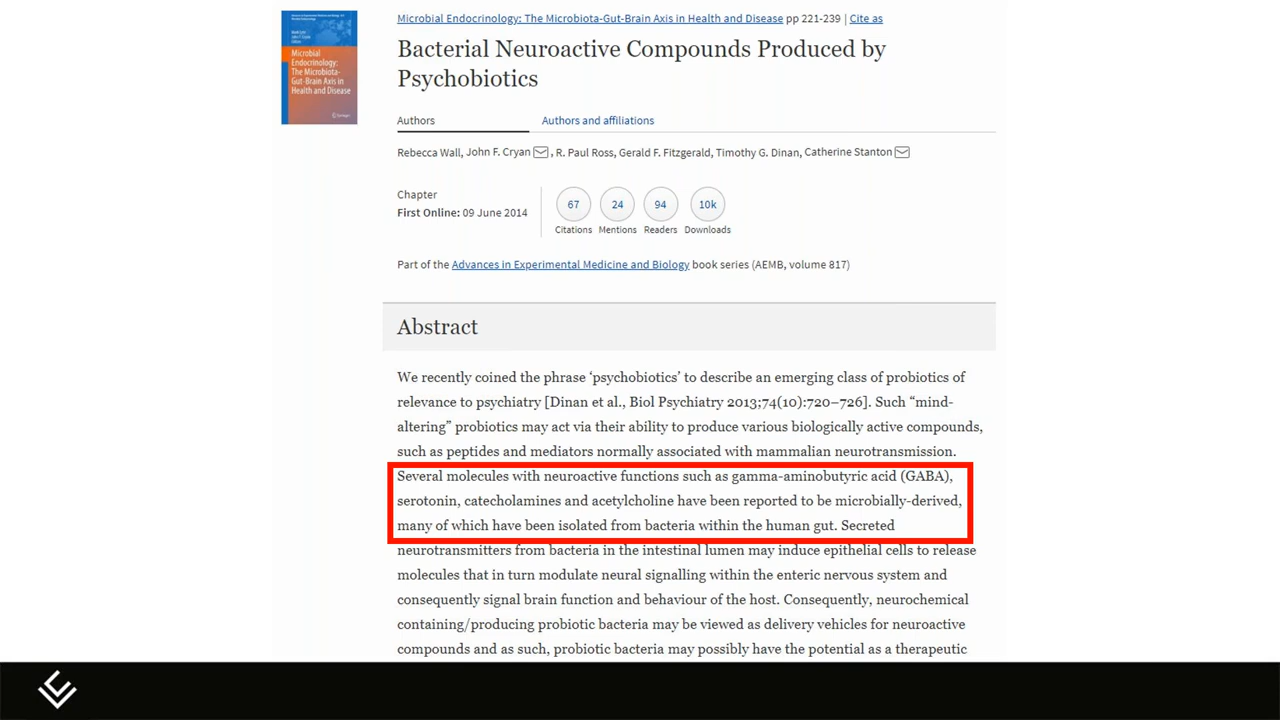 Microbial Endocrinology: The Microbiota-Gut-Brain Axis in Health and Disease pp 221-239 | Cite as
Bacterial Neuroactive Compounds Produced by
Psychobiotics
Microbial
Endocrinology:
The Microbiota-
Gut-Brain Axis in
Health and Disease
Authors
Authors and affiliations
Rebecca Wall, John F. Cryan, R. Paul Ross, Gerald F. Fitzgerald, Timothy G. Dinan, Catherine Stanton
Chapter
First Online: 09 June 2014
67 24 94 10k
Citations Mentions Readers Downloads
Part of the Advances in Experimental Medicine and Biology book series (AEMB, volume 817)
Abstract
We recently coined the phrase ‘psychobiotics’ to describe an emerging class of probiotics of
relevance to psychiatry [Dinan et al., Biol Psychiatry 2013;74(10):720–726]. Such “mind-
altering” probiotics may act via their ability to produce various biologically active compounds,
such as peptides and mediators normally associated with mammalian neurotransmission.
Several molecules with neuroactive functions such as gamma-aminobutyric acid (GABA),
serotonin, catecholamines and acetylcholine have been reported to be microbially-derived,
many of which have been isolated from bacteria within the human gut. Secreted
neurotransmitters from bacteria in the intestinal lumen may induce epithelial cells to release
molecules that in turn modulate neural signalling within the enteric nervous system and
consequently signal brain function and behaviour of the host. Consequently, neurochemical
containing/producing probiotic bacteria may be viewed as delivery vehicles for neuroactive
compounds and as such, probiotic bacteria may possibly have the potential as a therapeutic